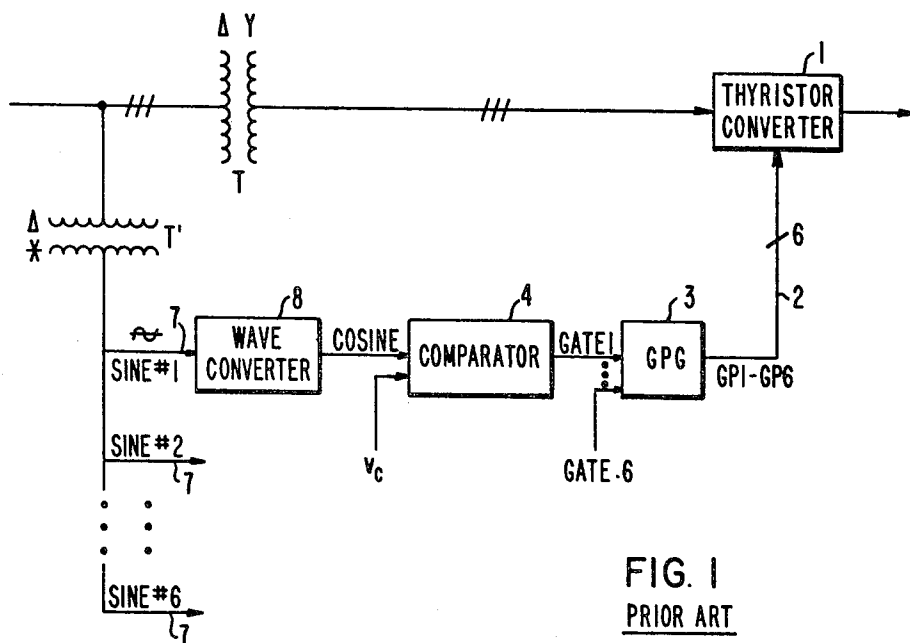 Δ Y
1
THYRISTOR
CONVERTER
T
Δ
T'
6
2
8
4
3
7
WAVE
CONVERTER
COSINE
COMPARATOR
GATE1
GPG
SINE#1
GP1-GP6
SINE#2
7
vc
GATE.6
SINE#6
7
FIG. 1
PRIOR ART